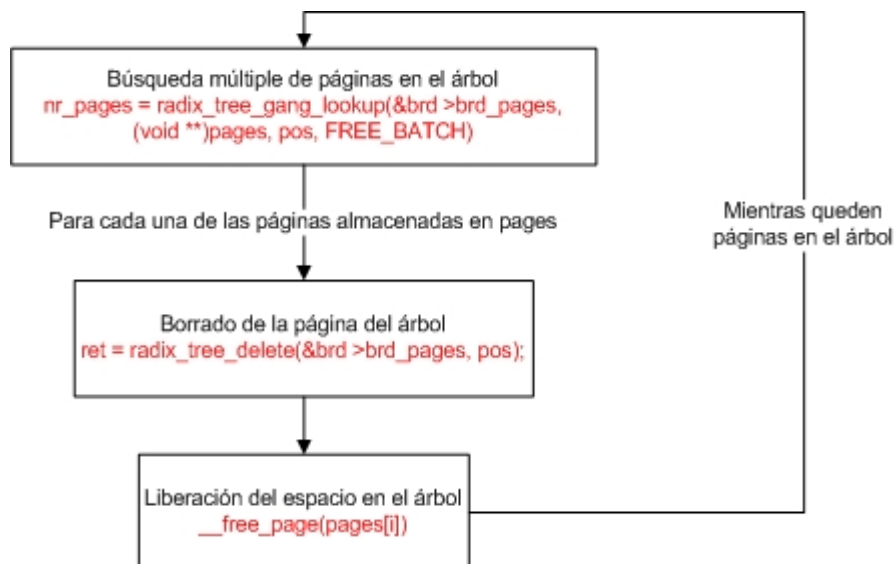 Búsqueda múltiple de páginas en el árbol
nr_pages = radix_tree_gang_lookup(&brd >brd_pages,
(void **)pages, pos, FREE_BATCH)
Para cada una de las páginas almacenadas en pages
Mientras queden
páginas en el árbol
Borrado de la página del árbol
ret = radix_tree_delete(&brd >brd_pages, pos);
Liberación del espacio en el árbol
__free_page(pages[i])